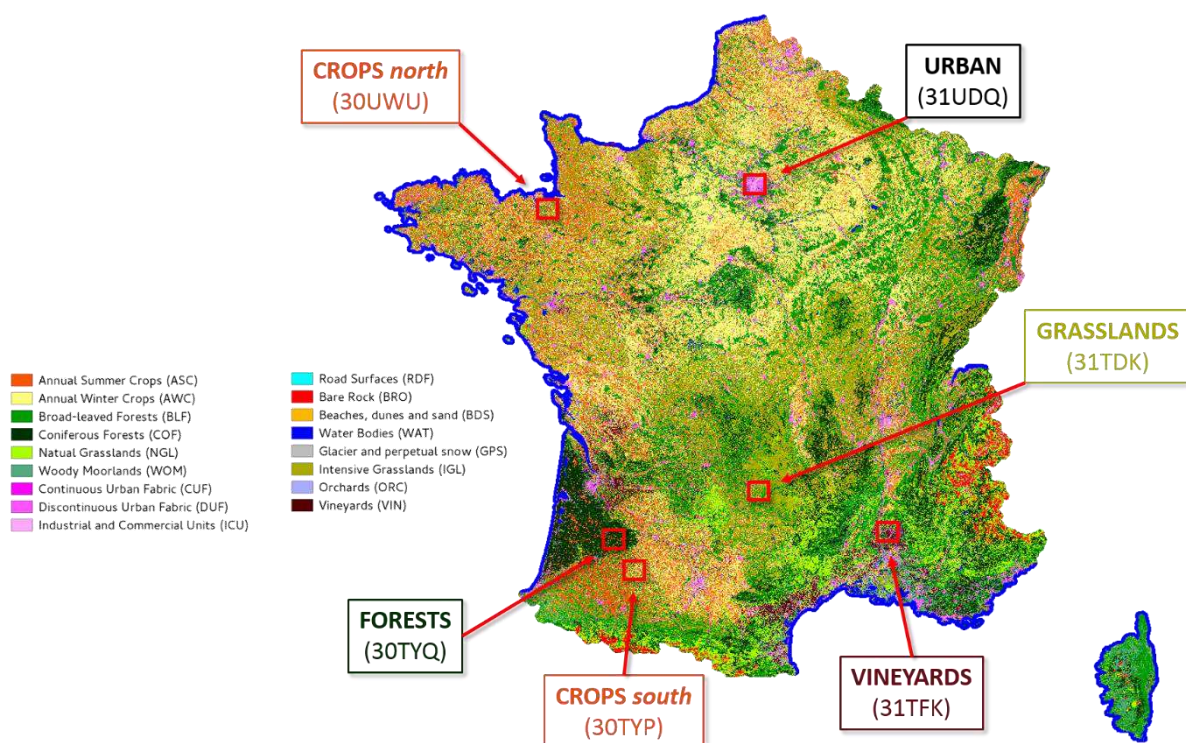 CROPS north
(30UWU)
URBAN
(31UDQ)
GRASSLANDS
(31TDK)
Annual Summer Crops (ASC)
Annual Winter Crops (AWC)
Broad-leaved Forests (BLF)
Coniferous Forests (COF)
Natural Grasslands (NGL)
Woody Moorlands (WOM)
Continuous Urban Fabric (CUF)
Discontinuous Urban Fabric (DUF)
Industrial and Commercial Units (ICU)
Road Surfaces (RDF)
Bare Rock (BRO)
Beaches, dunes and sand (BDS)
Water Bodies (WAT)
Glacier and perpetual snow (GPS)
Intensive Grasslands (IGL)
Orchards (ORC)
Vineyards (VIN)
FORESTS
(30TYQ)
CROPS south
(30TYP)
VINEYARDS
(31TFK)